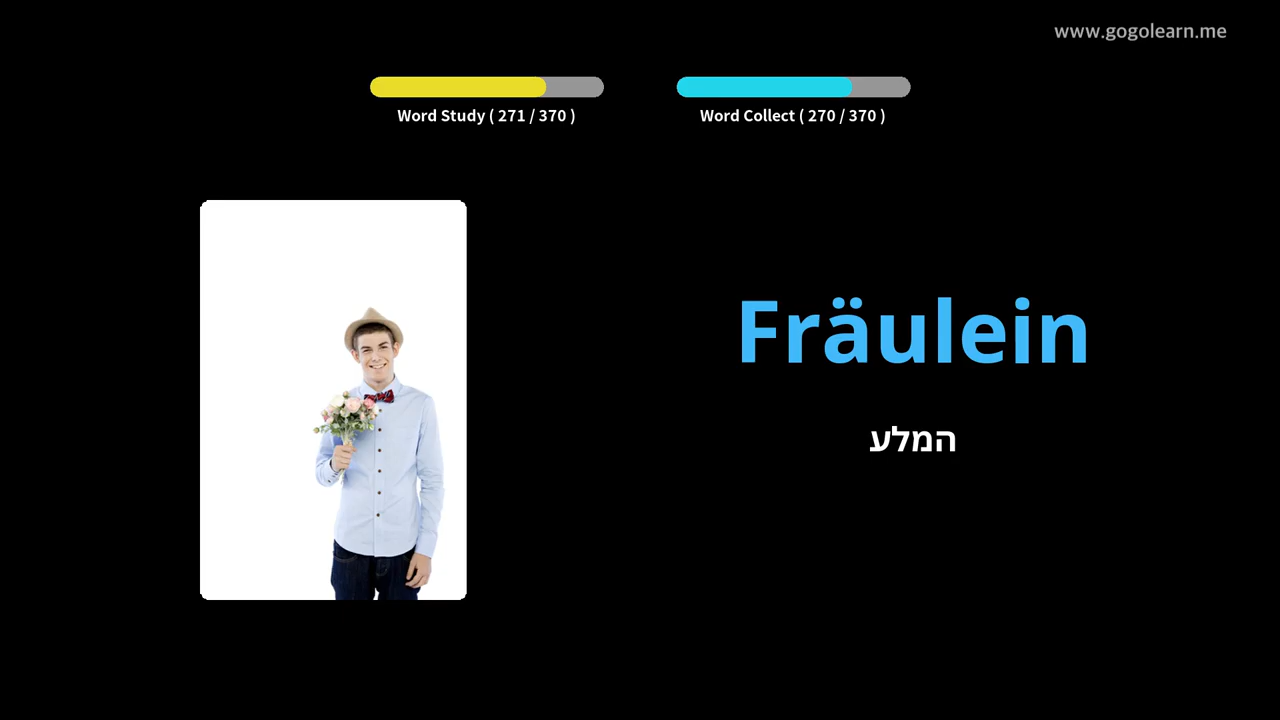 www.gogolearn.me
Word Study ( 271 / 370 )
Word Collect ( 270 / 370 )
Fräulein
המלע